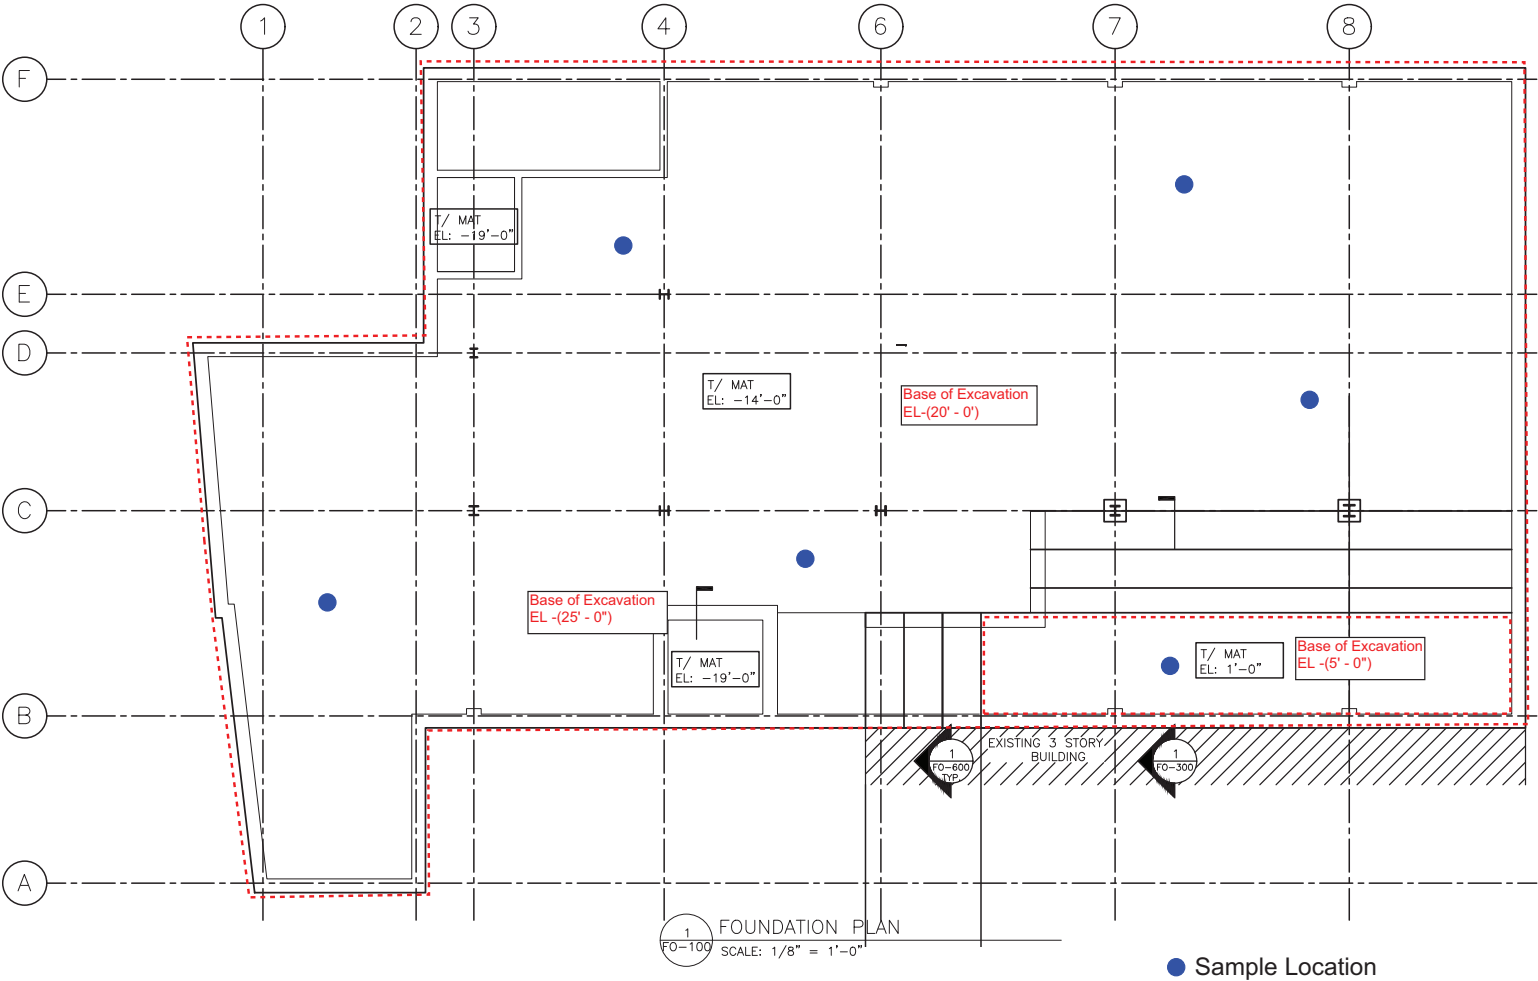 1
2
3
4
6
7
8
F
E
D
C
B
A
T/ MAT
EL: -19'-0"
T/ MAT
EL: -14'-0"
Base of Excavation
EL-(20' - 0')
Base of Excavation
EL -(25' - 0")
T/ MAT
EL: -19'-0"
T/ MAT
EL: 1'-0"
Base of Excavation
EL -(5' - 0")
EXISTING 3 STORY
BUILDING
1
FO-600
TYP.
1
FO-300
1
FO-100
FOUNDATION PLAN
SCALE: 1/8" = 1'-0"
Sample Location